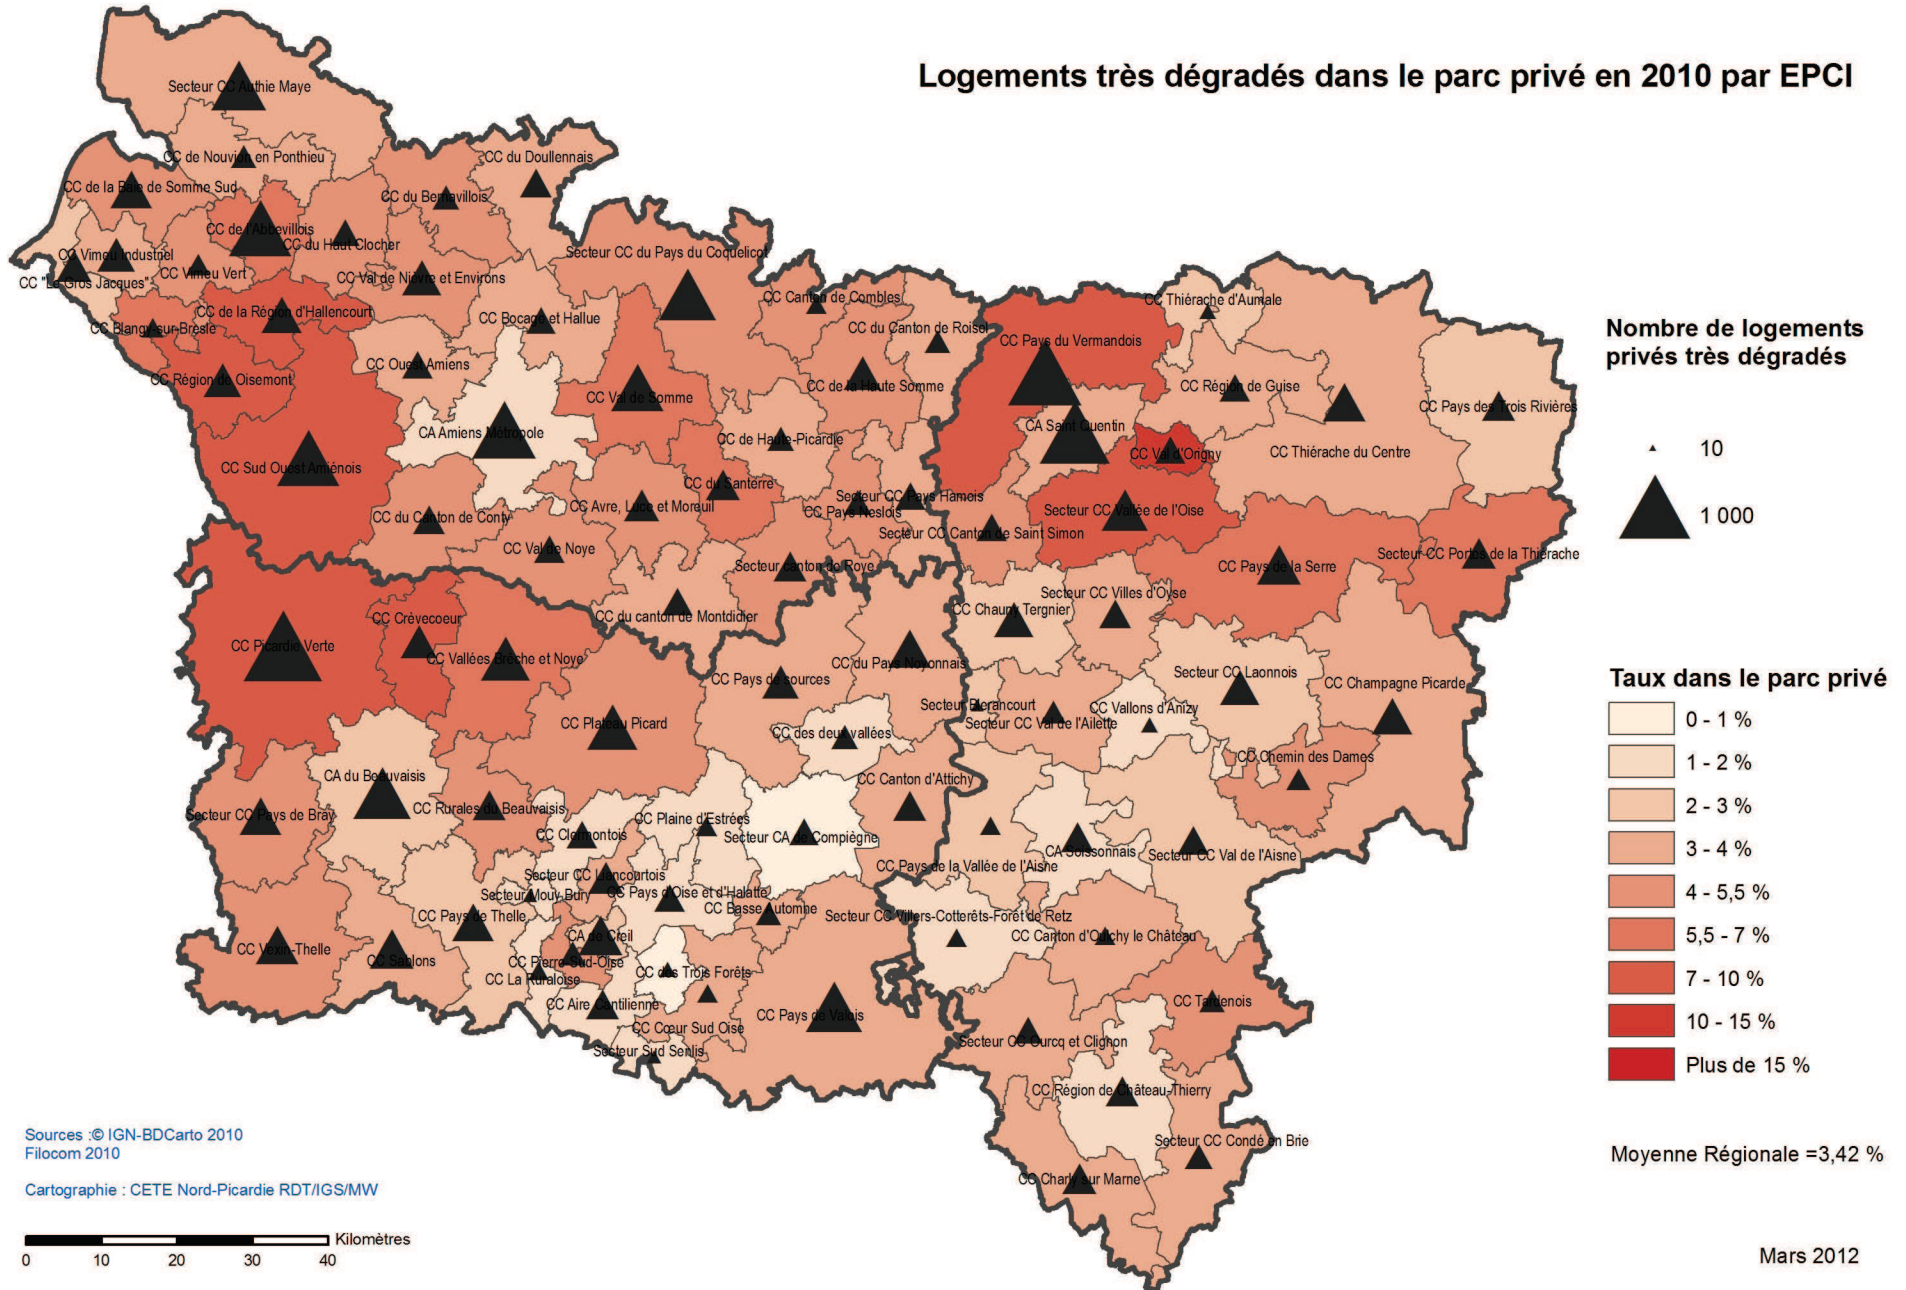 Logements très dégradés dans le parc privé en 2010 par EPCI
Secteur CC Authie Maye
CC de Nouvion en Ponthieu
CC du Doullennais
CC de la Baie de Somme Sud
CC du Bernavillois
CC de l'Abbevillois
CC du Haut Clocher
CC Vimeu Industriel
CC Vimeu Vert
CC "Le Gros Jacques"
CC Val de Nièvre et Environs
Secteur CC du Pays du Coquelicot
CC de la Région d'Hallencourt
CC Blangy-sur-Bresle
CC Bocage et Hallue
CC Canton de Combles
CC du Canton de Roisel
CC Thiérache d'Aumale
CC Pays du Vermandois
CC Ouest Amiens
CC Région de Oisemont
CC Val de Somme
CC de la Haute Somme
CC Région de Guise
CC Pays des Trois Rivières
CA Amiens Métropole
CC de Haute-Picardie
CA Saint Quentin
CC Val d'Origny
CC Thiérache du Centre
CC Sud Ouest Amiénois
CC du Santerre
CC Avre, Luce et Moreuil
Secteur CC Pays Hamois
CC Pays Neslois
Secteur CC Vallée de l'Oise
CC du Canton de Conty
Secteur CC Canton de Saint Simon
CC Val de Noye
Secteur canton de Roye
CC Pays de la Serre
Secteur CC Portes de la Thiérache
CC du canton de Montdidier
CC Chauny Tergnier
Secteur CC Villes d'Oyse
CC Crèvecoeur
CC Picardie Verte
CC Vallées Brêche et Noye
CC du Pays Noyonnais
CC Pays de sources
Secteur CC Laonnois
CC Champagne Picarde
Secteur Blerancourt
Secteur CC Val de l'Ailette
CC Vallons d'Anizy
CC Plateau Picard
CC des deux vallées
CC Chemin des Dames
CA du Beauvaisis
CC Canton d'Attichy
CC Rurales du Beauvaisis
Secteur CC Pays de Bray
CC Plaine d'Estrées
CC Clermontois
Secteur CA de Compiègne
CA Soissonnais
Secteur CC Val de l'Aisne
CC Pays de la Vallée de l'Aisne
Secteur CC Liancourtois
Secteur Mouy Bury
CC Pays d'Oise et d'Halatte
CC Basse Automne
CC Pays de Thelle
Secteur CC Villers-Cotterêts-Forêt de Retz
CC Canton d'Oulchy le Château
CA de Creil
CC Vexin-Thelle
CC Sablons
CC Pierre-Sud-Oise
CC La Ruraloise
CC des Trois Forêts
CC Aire Cantilienne
CC Pays de Valois
CC Tardenois
CC Cœur Sud Oise
Secteur Sud Senlis
Secteur CC Ourcq et Clignon
CC Région de Château-Thierry
Secteur CC Condé en Brie
CC Charly sur Marne
Nombre de logements
privés très dégradés
10
1 000
Taux dans le parc privé
0 - 1 %
1 - 2 %
2 - 3 %
3 - 4 %
4 - 5,5 %
5,5 - 7 %
7 - 10 %
10 - 15 %
Plus de 15 %
Moyenne Régionale =3,42 %
Sources :© IGN-BDCarto 2010
Filocom 2010
Cartographie : CETE Nord-Picardie RDT/IGS/MW
Kilomètres
0 10 20 30 40
Mars 2012